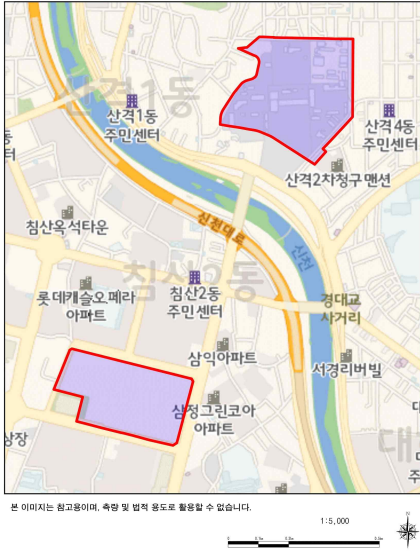 산격1동
산격1동
주민센터
산격4동
주민센터
산격2차청구맨션
침산옥석타운
신천대로
신천
침산2동
롯데캐슬오페라
아파트
침산2동
주민센터
경대교
사거리
삼익아파트
서경리버빌
삼정그린코아
아파트
상장
대
본 이미지는 참고용이며, 측량 및 법적 용도로 활용할 수 없습니다.
1:5,000